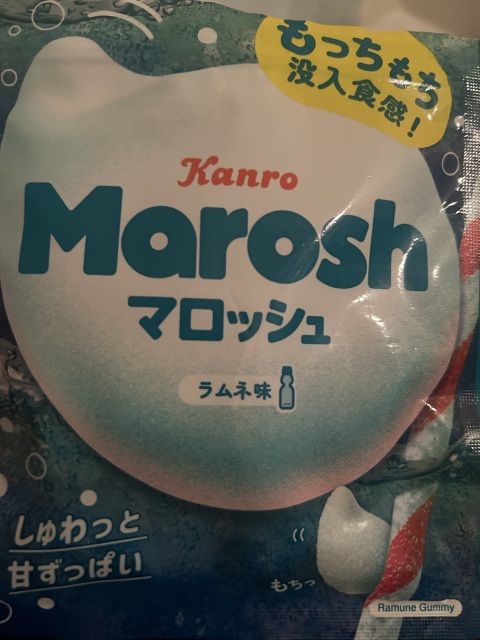 もっちもち
没入食感!
Kanro
Marosh
マロッシュ
ラムネ味
しゅわっと
甘ずっぱい
もちっ
Ramune Gummy